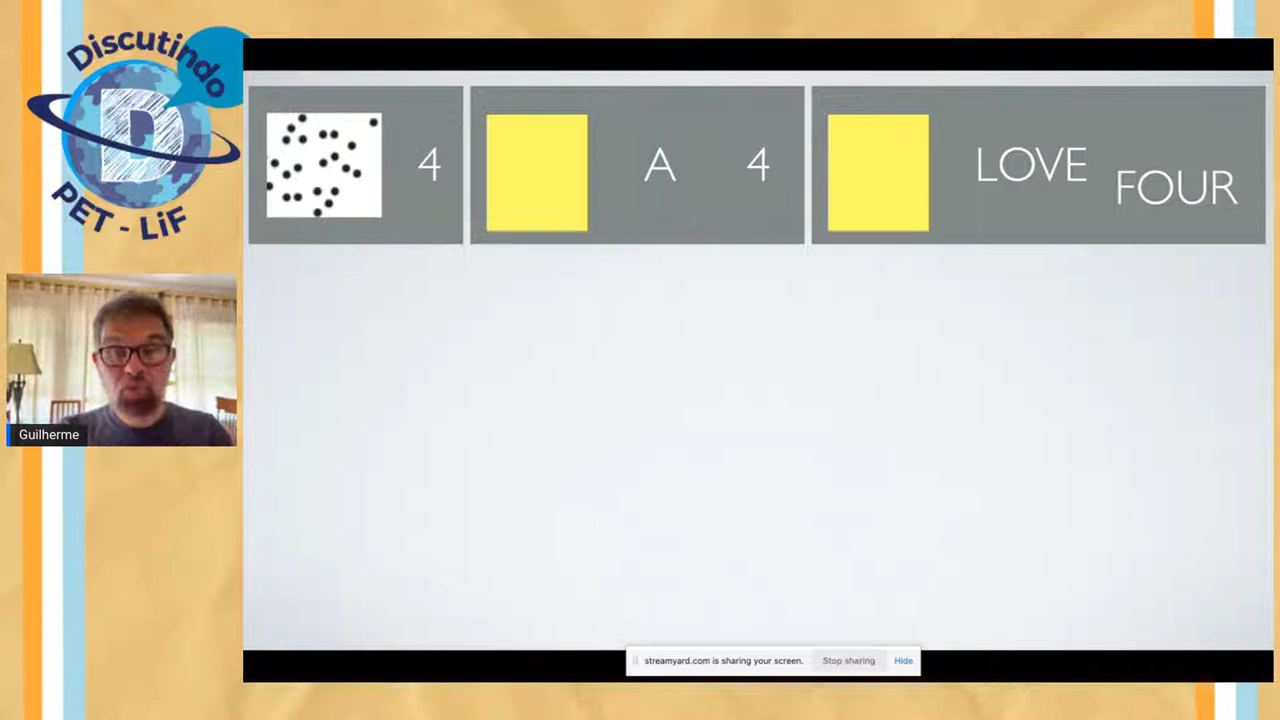 Discutindo
D
PET - LiF
4
A 4
LOVE
FOUR
Guilherme
streamyard.com is sharing your screen. Stop sharing Hide